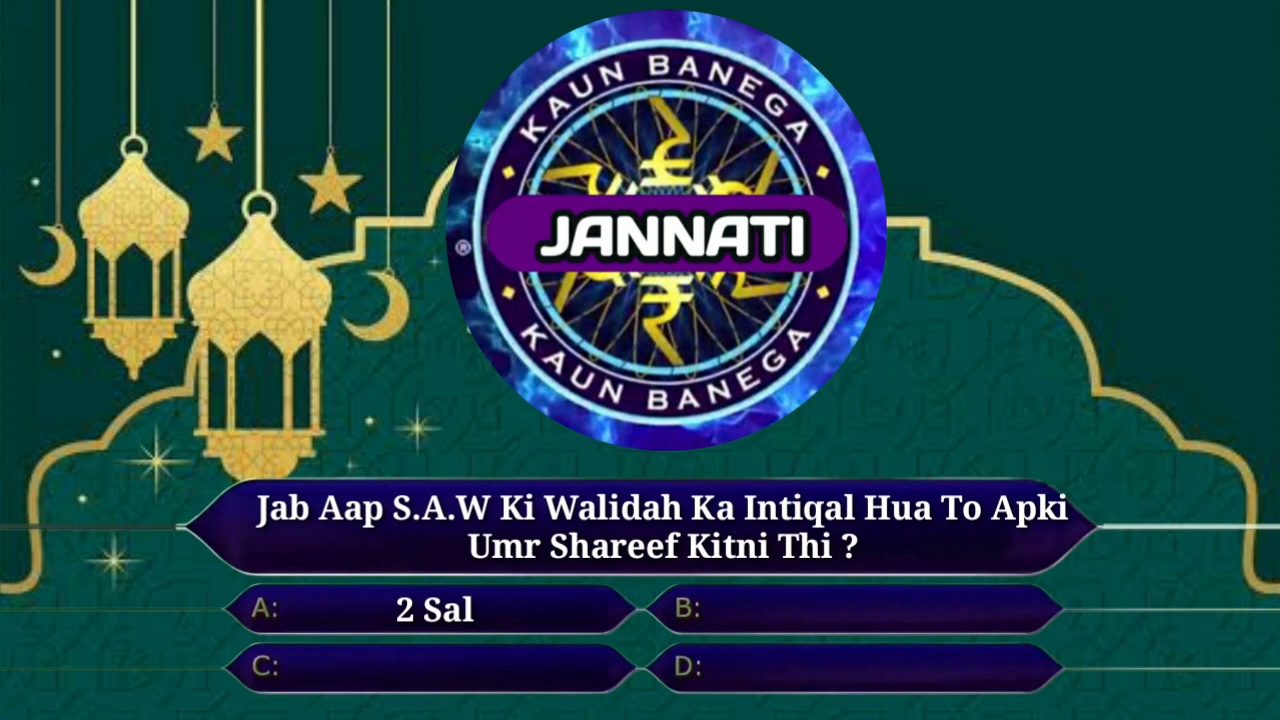 KAUN BANEGA
JANNATI
®
KAUN BANEGA
Jab Aap S.A.W Ki Walidah Ka Intiqal Hua To Apki
Umr Shareef Kitni Thi ?
A: 2 Sal
B:
C:
D: